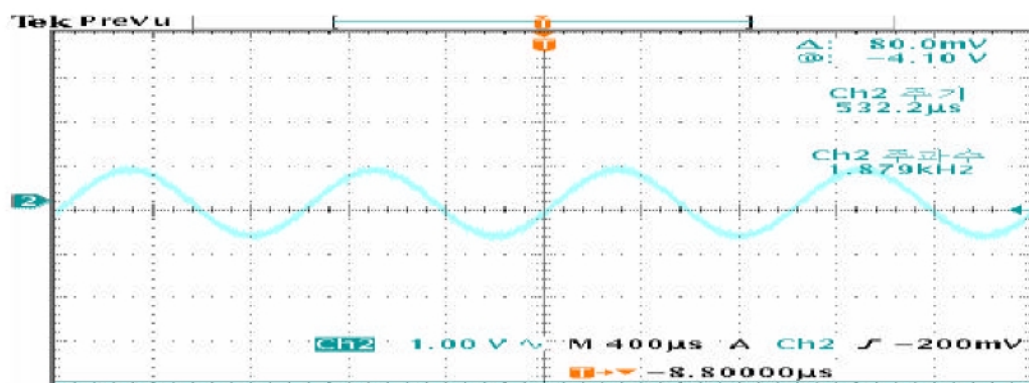 Tek PreVu
T
Δ: 80.0mV
@: -4.10 V
Ch2 주기
532.2µs
Ch2 주파수
1.879kHz
2
Ch2 1.00 V M 400µs A Ch2 -200mV
T -8.80000µs